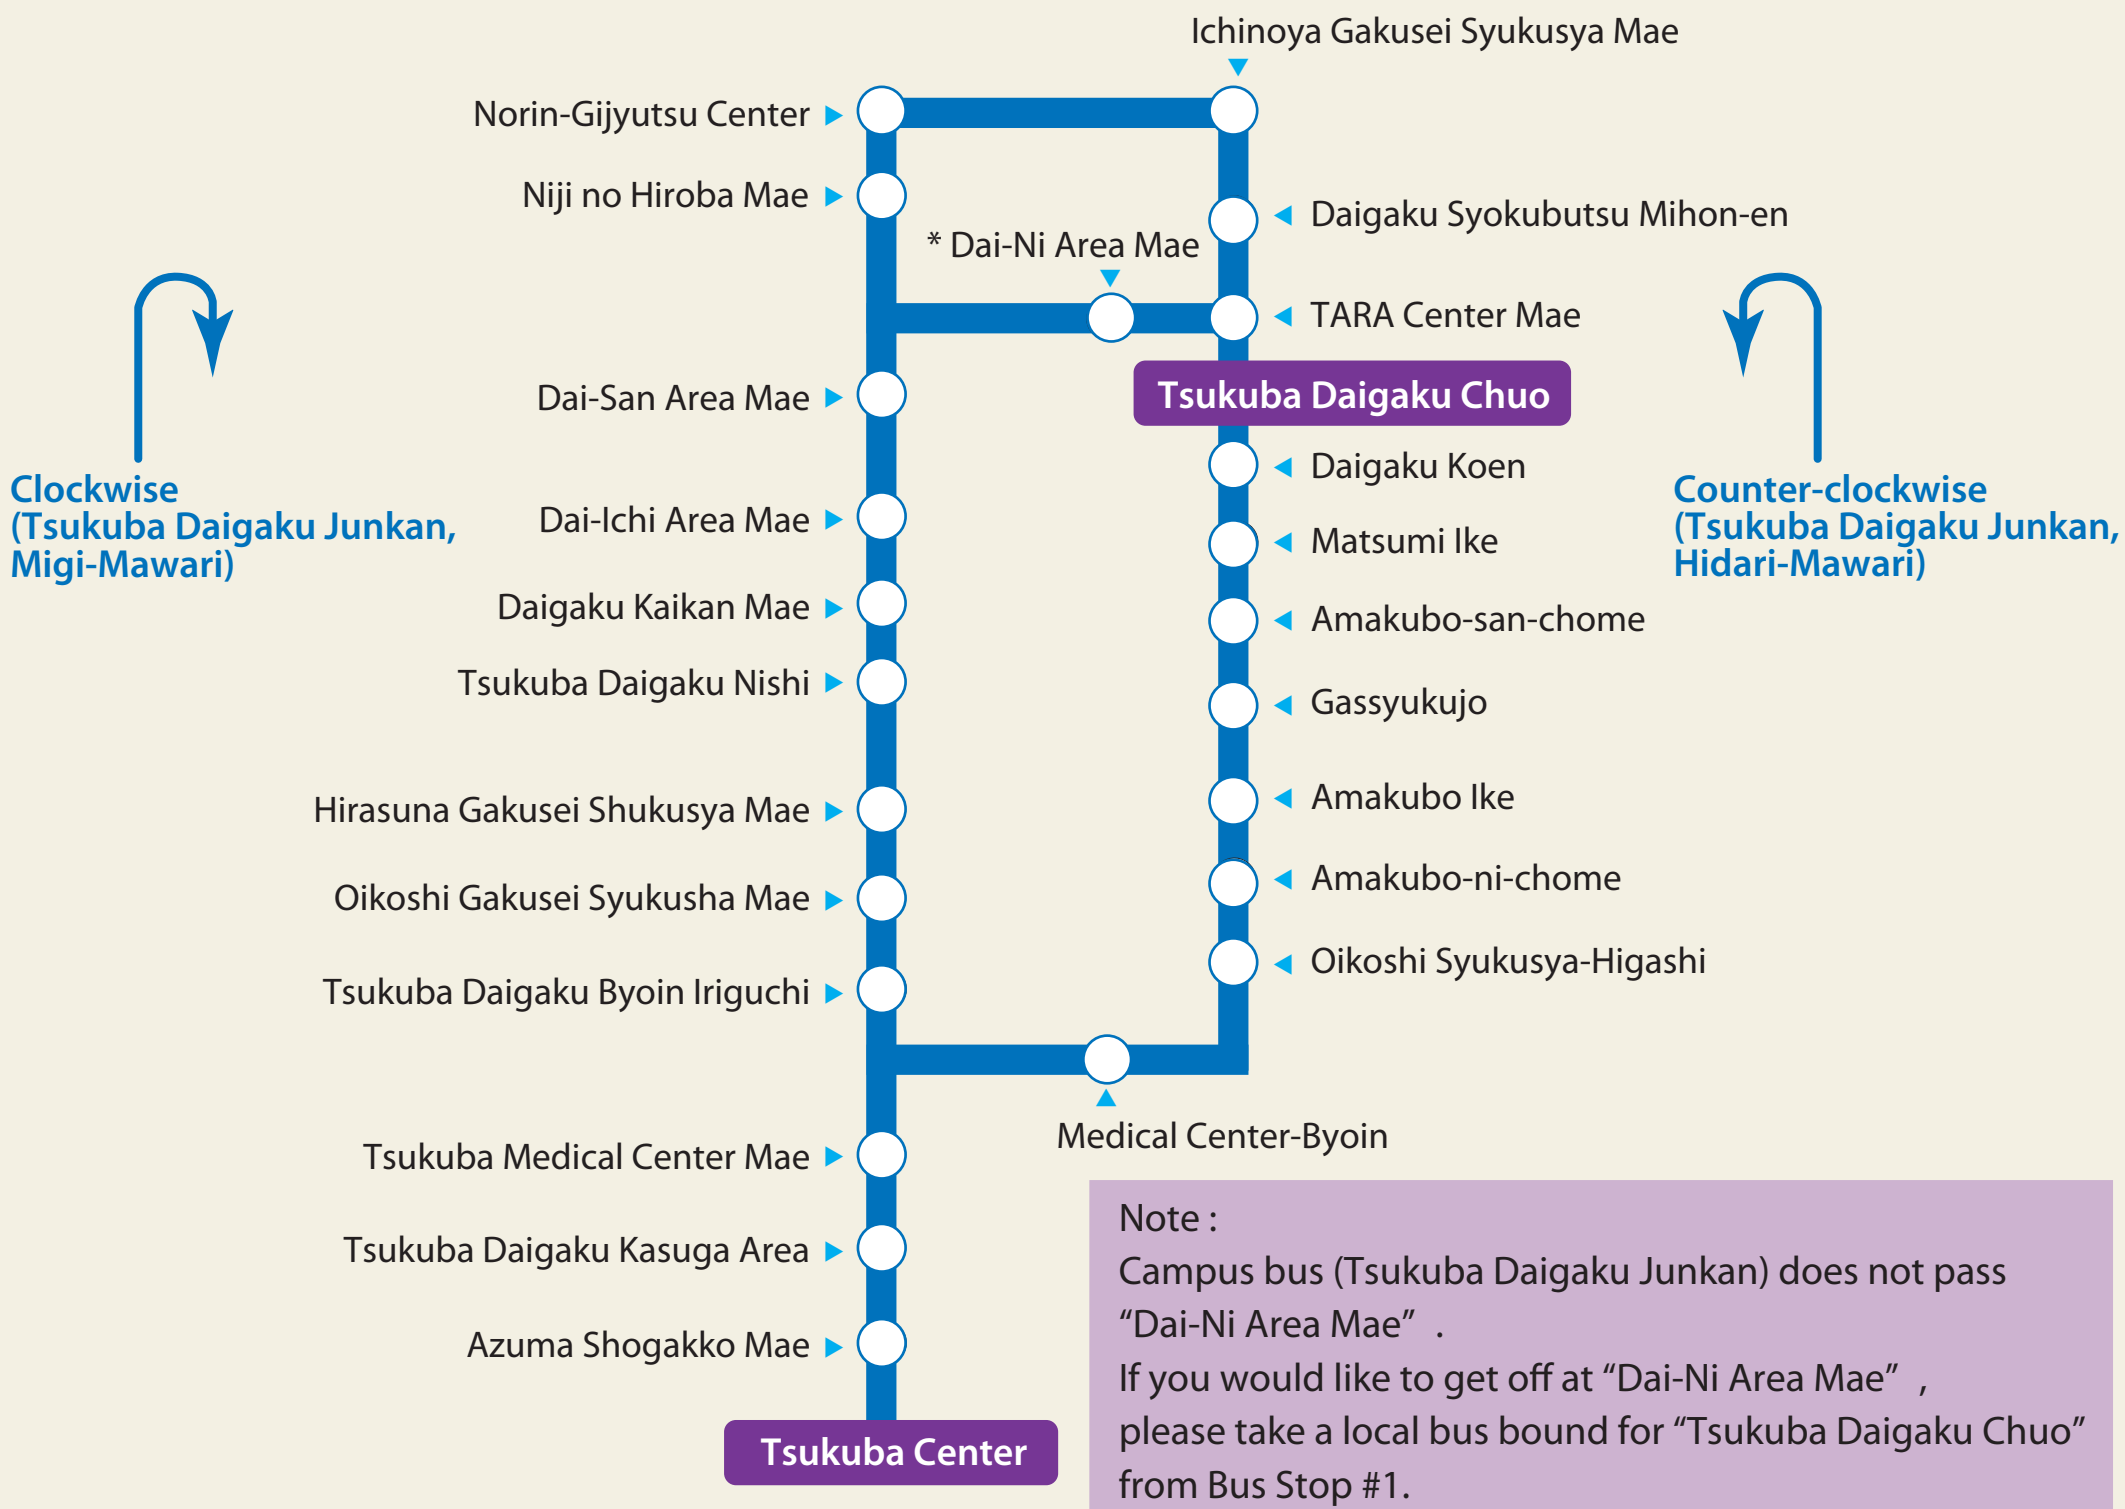 Ichinoya Gakusei Syukusya Mae
Norin-Gijyutsu Center
Niji no Hiroba Mae
Daigaku Syokubutsu Mihon-en
* Dai-Ni Area Mae
TARA Center Mae
Dai-San Area Mae
Tsukuba Daigaku Chuo
Daigaku Koen
Clockwise
(Tsukuba Daigaku Junkan,
Migi-Mawari)
Counter-clockwise
(Tsukuba Daigaku Junkan,
Hidari-Mawari)
Dai-Ichi Area Mae
Matsumi Ike
Daigaku Kaikan Mae
Amakubo-san-chome
Tsukuba Daigaku Nishi
Gassyukujo
Hirasuna Gakusei Shukusya Mae
Amakubo Ike
Oikoshi Gakusei Syukusha Mae
Amakubo-ni-chome
Tsukuba Daigaku Byoin Iriguchi
Oikoshi Syukusya-Higashi
Medical Center-Byoin
Tsukuba Medical Center Mae
Tsukuba Daigaku Kasuga Area
Azuma Shogakko Mae
Tsukuba Center
Note :
Campus bus (Tsukuba Daigaku Junkan) does not pass
“Dai-Ni Area Mae” .
If you would like to get off at “Dai-Ni Area Mae” ,
please take a local bus bound for “Tsukuba Daigaku Chuo”
from Bus Stop #1.